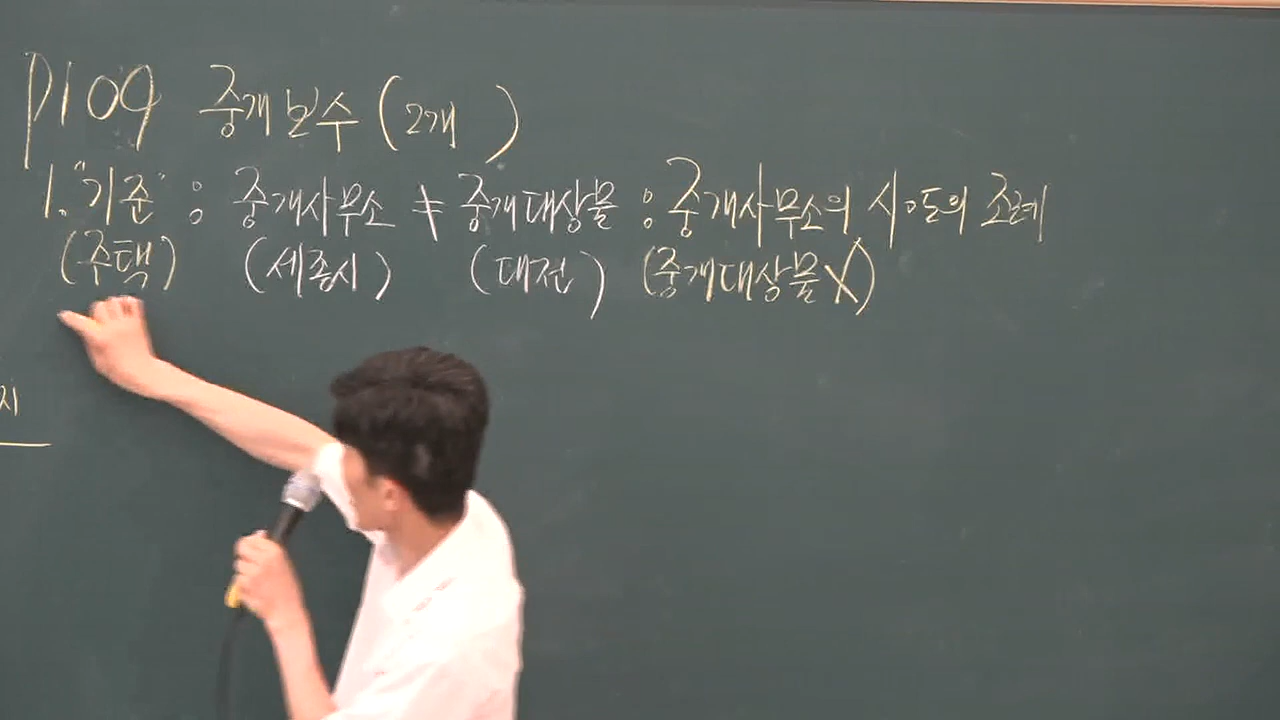 P109 중개보수 (2개 )
1. "기준" : 중개사무소 ≠ 중개대상물 : 중개사무소의 시·도의 조례
(주택) (세종시) (대전) (중개대상물X)
지